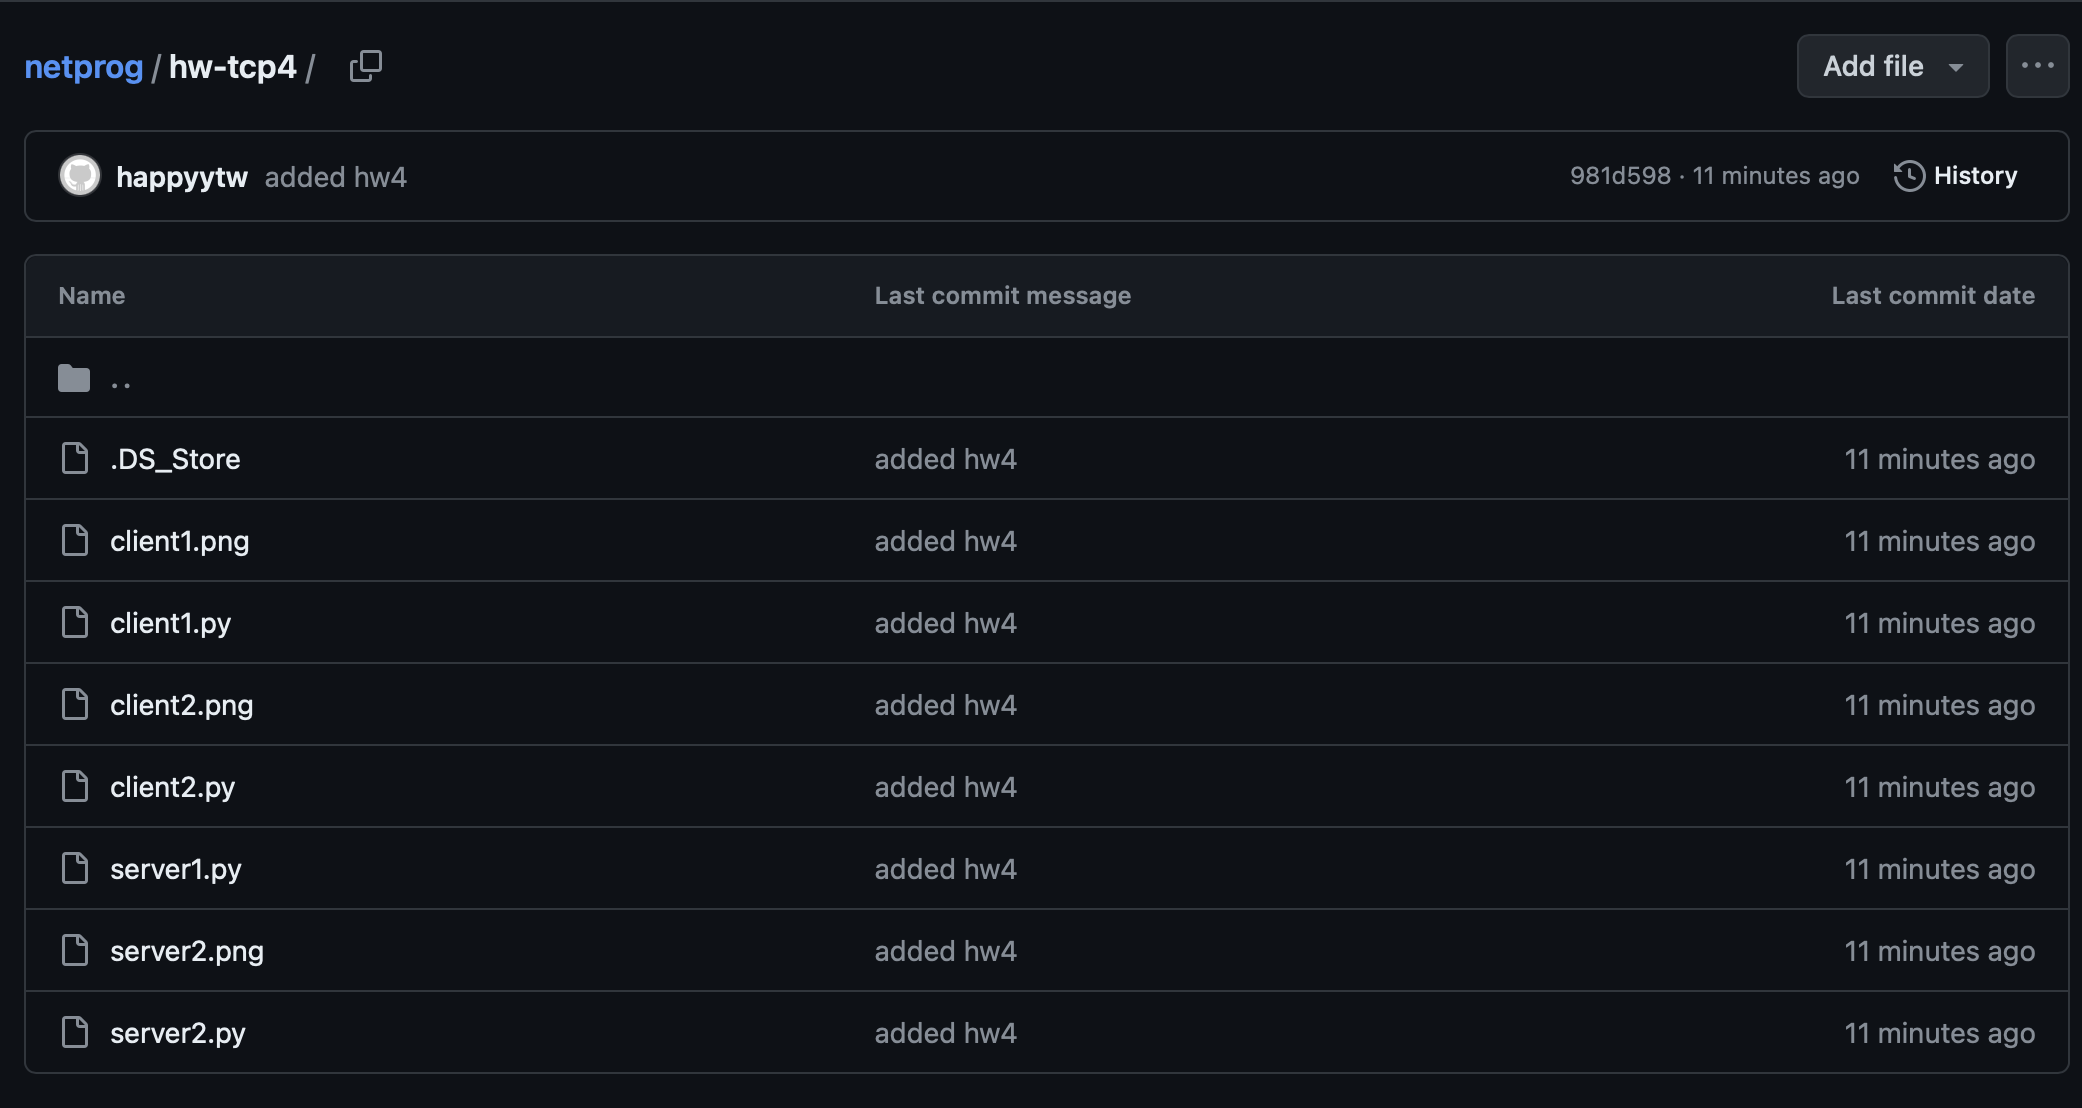 netprog / hw-tcp4 /
Add file
happyytw added hw4
981d598 · 11 minutes ago
History
Name Last commit message Last commit date
..
.DS_Store added hw4 11 minutes ago
client1.png added hw4 11 minutes ago
client1.py added hw4 11 minutes ago
client2.png added hw4 11 minutes ago
client2.py added hw4 11 minutes ago
server1.py added hw4 11 minutes ago
server2.png added hw4 11 minutes ago
server2.py added hw4 11 minutes ago